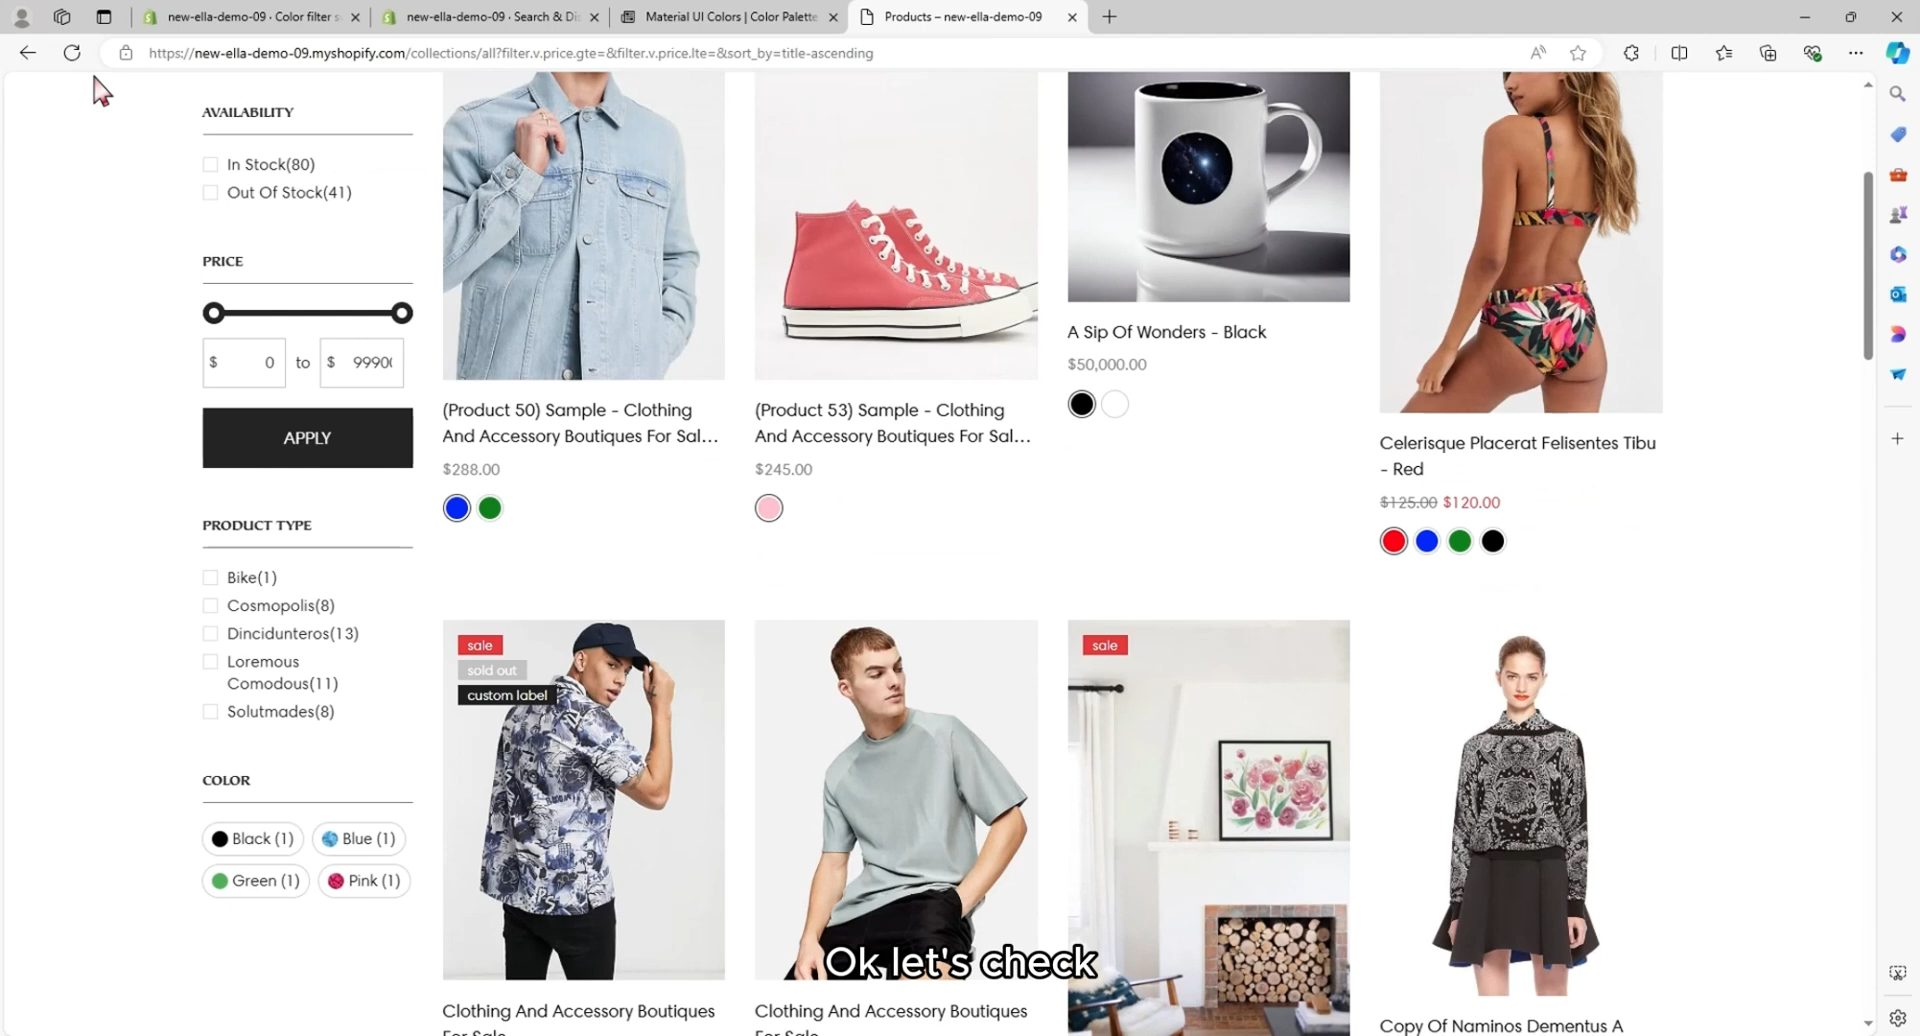 new-ella-demo-09 · Color filter s
new-ella-demo-09 · Search & Dis
Material UI Colors | Color Palette
Products – new-ella-demo-09
https://new-ella-demo-09.myshopify.com/collections/all?filter.v.price.gte=&filter.v.price.lte=&sort_by=title-ascending
AVAILABILITY
In Stock(80)
Out Of Stock(41)
PRICE
$ 0 to $ 9990
APPLY
PRODUCT TYPE
Bike(1)
Cosmopolis(8)
Dincidunteros(13)
Loremous
Comodous(11)
Solutmades(8)
COLOR
Black (1)
Blue (1)
Green (1)
Pink (1)
(Product 50) Sample - Clothing
And Accessory Boutiques For Sal...
$288.00
(Product 53) Sample - Clothing
And Accessory Boutiques For Sal...
$245.00
A Sip Of Wonders - Black
$50,000.00
Celerisque Placerat Felisentes Tibu
- Red
$125.00 $120.00
sale
sold out
custom label
sale
Clothing And Accessory Boutiques
For Sale
Clothing And Accessory Boutiques
For Sale
Copy Of Naminos Dementus A
Ok let's check